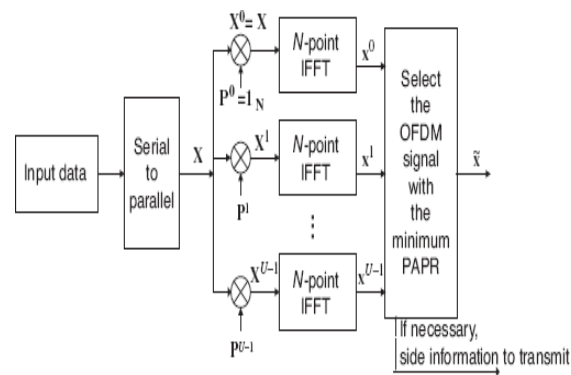 X⁰= X
N-point
IFFT
x⁰
P⁰=1_N
Input data
Serial
to
parallel
X
X¹
N-point
IFFT
x¹
P¹
⋮
X^{U-1}
N-point
IFFT
x^{U-1}
P^{U-1}
Select
the
OFDM
signal
with
the
minimum
PAPR
x̃
If necessary,
side information to transmit